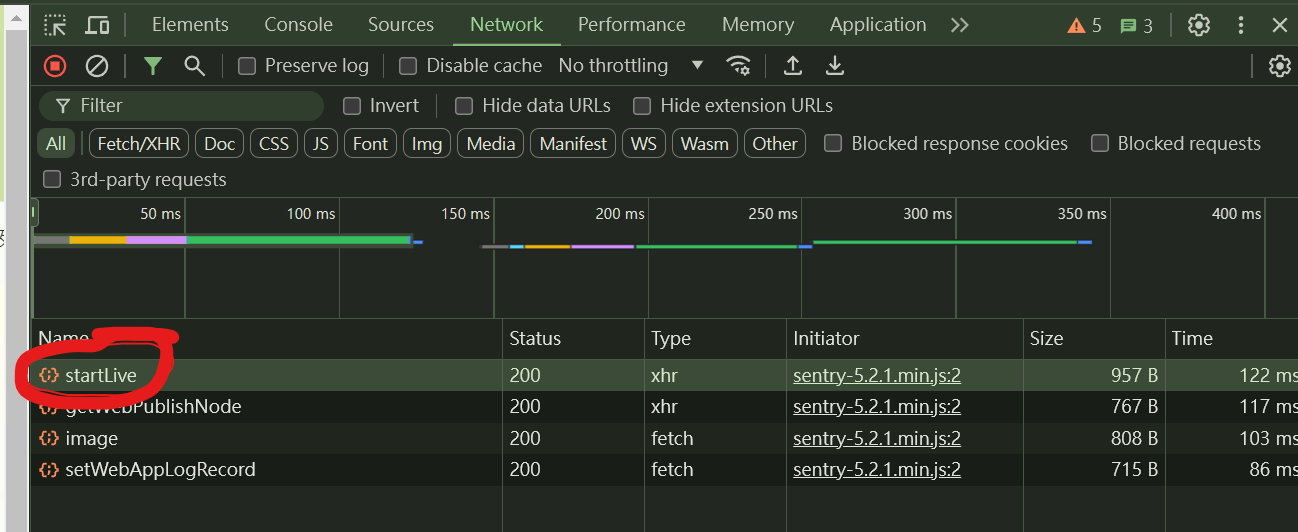 Elements Console Sources Network Performance Memory Application 5 3
Preserve log Disable cache No throttling
Filter Invert Hide data URLs Hide extension URLs
All Fetch/XHR Doc CSS JS Font Img Media Manifest WS Wasm Other Blocked response cookies Blocked requests
3rd-party requests
50 ms 100 ms 150 ms 200 ms 250 ms 300 ms 350 ms 400 ms
Name Status Type Initiator Size Time
startLive 200 xhr sentry-5.2.1.min.js:2 957 B 122 ms
getWebPublishNode 200 xhr sentry-5.2.1.min.js:2 767 B 117 ms
image 200 fetch sentry-5.2.1.min.js:2 808 B 103 ms
setWebAppLogRecord 200 fetch sentry-5.2.1.min.js:2 715 B 86 ms